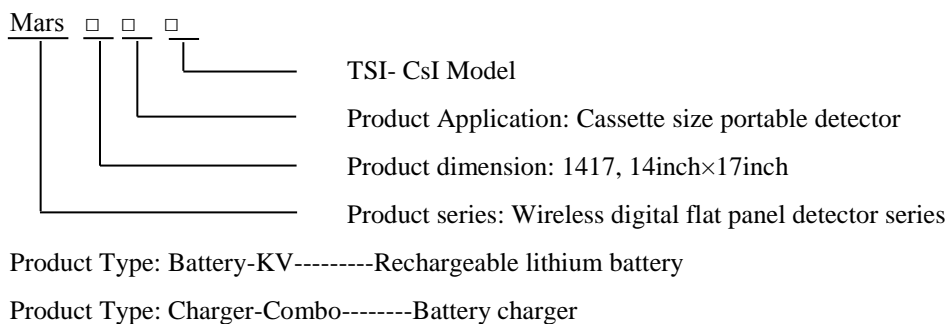 Mars □ □ □
TSI- CsI Model
Product Application: Cassette size portable detector
Product dimension: 1417, 14inch×17inch
Product series: Wireless digital flat panel detector series
Product Type: Battery-KV---------Rechargeable lithium battery
Product Type: Charger-Combo--------Battery charger